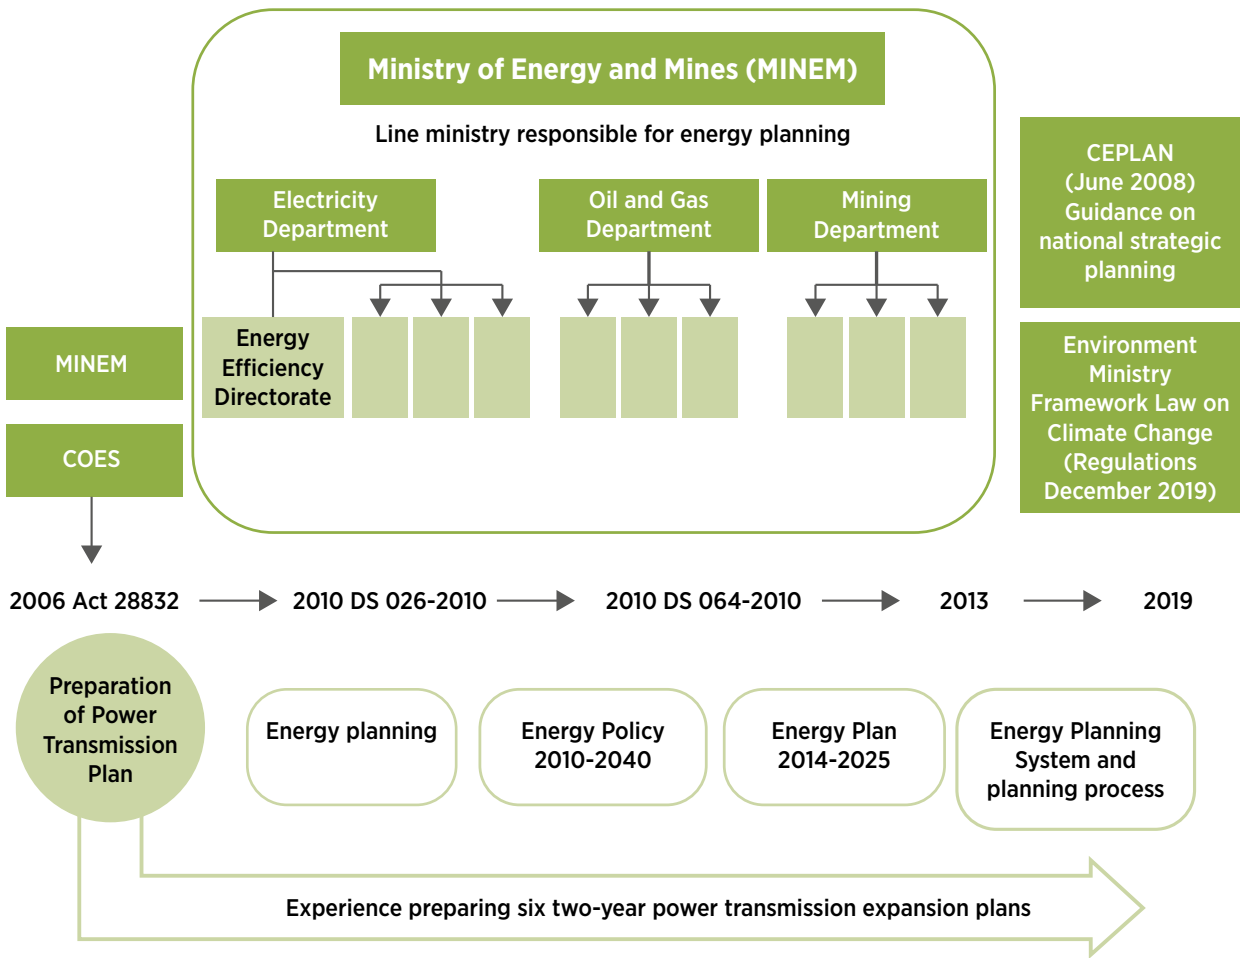 Ministry of Energy and Mines (MINEM)
Line ministry responsible for energy planning
Electricity
Department
Oil and Gas
Department
Mining
Department
Energy
Efficiency
Directorate
MINEM
COES
CEPLAN
(June 2008)
Guidance on
national strategic
planning
Environment
Ministry
Framework Law on
Climate Change
(Regulations
December 2019)
2006 Act 28832
2010 DS 026-2010
2010 DS 064-2010
2013
2019
Preparation
of Power
Transmission
Plan
Energy planning
Energy Policy
2010-2040
Energy Plan
2014-2025
Energy Planning
System and
planning process
Experience preparing six two-year power transmission expansion plans